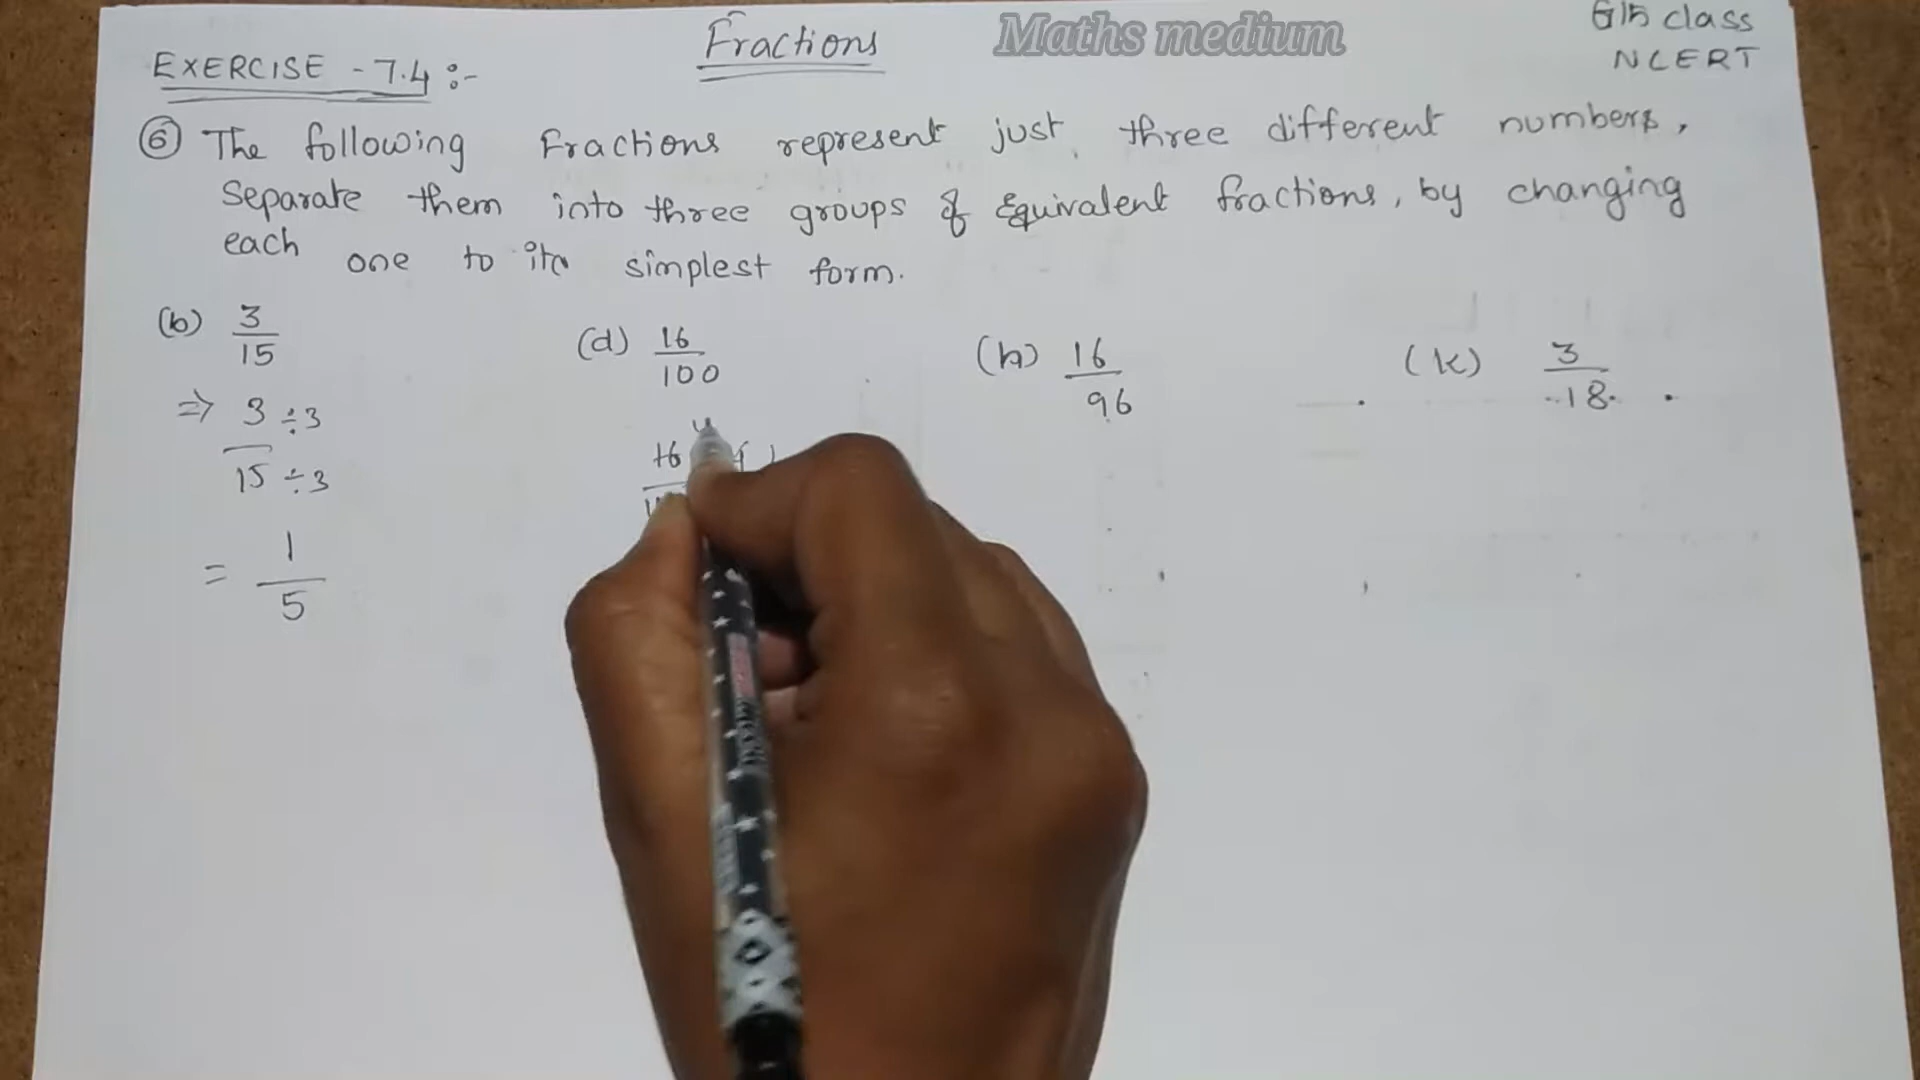 Fractions
Maths medium
6th class
NCERT
EXERCISE - 7.4 :-
⑥ The following Fractions represent just three different numbers,
Separate them into three groups of Equivalent fractions, by changing
each one to its simplest form.
(b) 3/15
(d) 16/100
(h) 16/96
(k) 3/18
⇒ 3 ÷3
15 ÷3
= 1/5
16
4